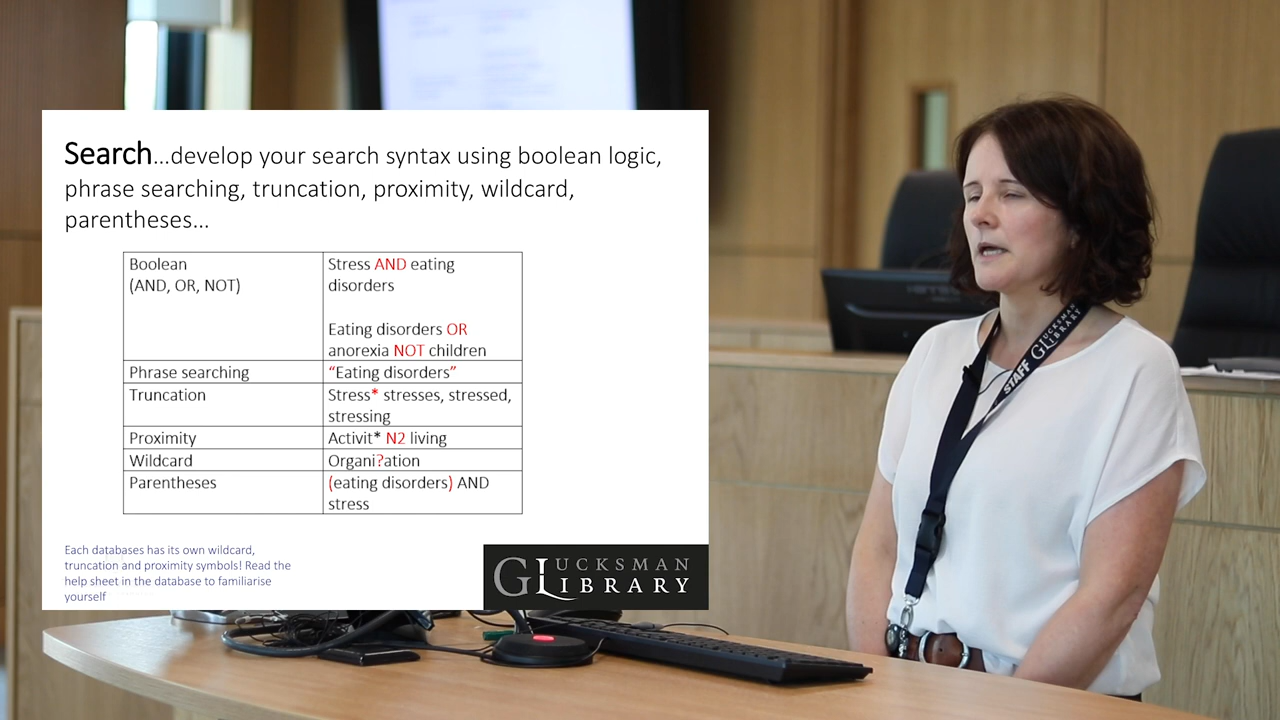 Search...develop your search syntax using boolean logic,
phrase searching, truncation, proximity, wildcard,
parentheses...
Boolean
(AND, OR, NOT)
Stress AND eating
disorders
Eating disorders OR
anorexia NOT children
Phrase searching
“Eating disorders”
Truncation
Stress* stresses, stressed,
stressing
Proximity
Activit* N2 living
Wildcard
Organi?ation
Parentheses
(eating disorders) AND
stress
Each databases has its own wildcard,
truncation and proximity symbols! Read the
help sheet in the database to familiarise
yourself
GLUCKSMAN
LIBRARY
STAFF
GLUCKSMAN